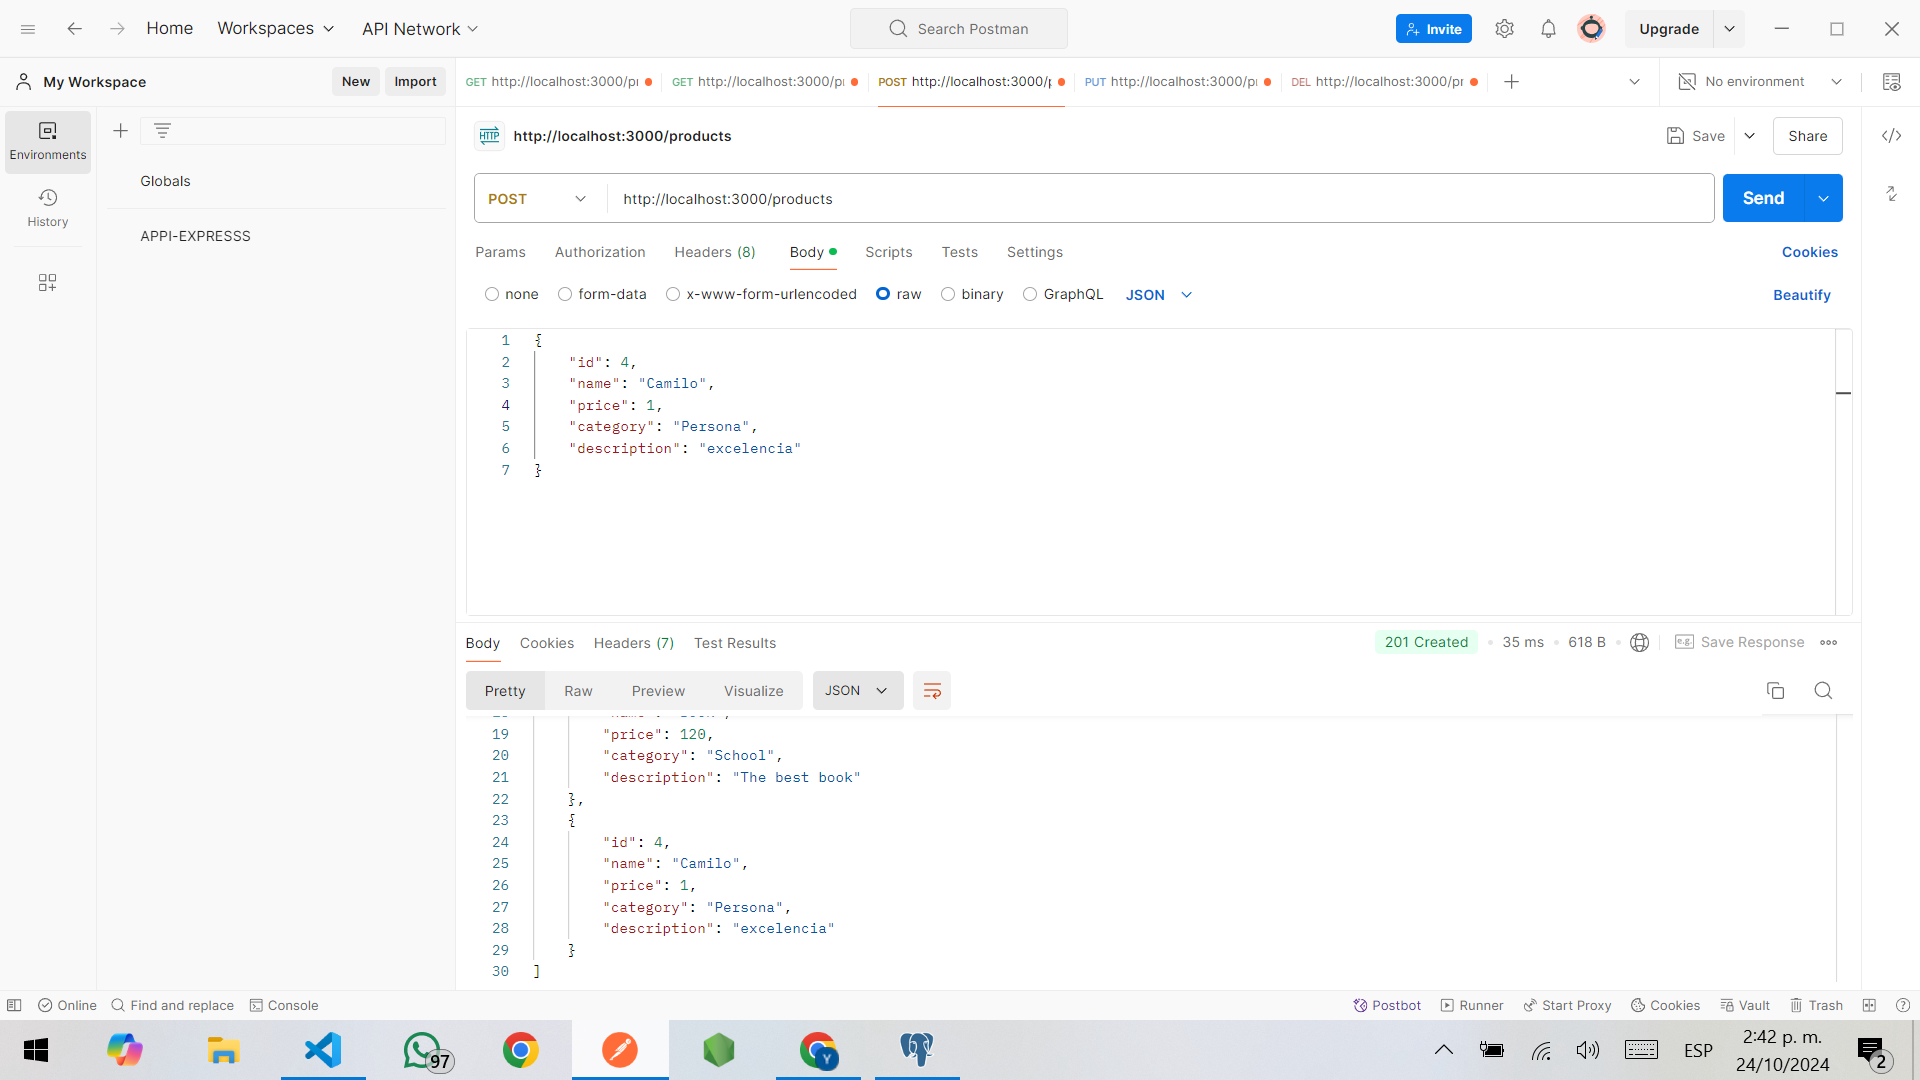 Home
Workspaces
API Network
Search Postman
Invite
Upgrade
My Workspace
New
Import
GET http://localhost:3000/pr
GET http://localhost:3000/pr
POST http://localhost:3000/p
PUT http://localhost:3000/pr
DEL http://localhost:3000/pr
No environment
Environments
History
Globals
APPI-EXPRESSS
HTTP
http://localhost:3000/products
Save
Share
POST
http://localhost:3000/products
Send
Params
Authorization
Headers (8)
Body
Scripts
Tests
Settings
Cookies
none
form-data
x-www-form-urlencoded
raw
binary
GraphQL
JSON
Beautify
1 {
2 "id": 4,
3 "name": "Camilo",
4 "price": 1,
5 "category": "Persona",
6 "description": "excelencia"
7 }
Body
Cookies
Headers (7)
Test Results
201 Created
35 ms
618 B
e.g.
Save Response
Pretty
Raw
Preview
Visualize
JSON
19 "price": 120,
20 "category": "School",
21 "description": "The best book"
22 },
23 {
24 "id": 4,
25 "name": "Camilo",
26 "price": 1,
27 "category": "Persona",
28 "description": "excelencia"
29 }
30 ]
Online
Find and replace
Console
Postbot
Runner
Start Proxy
Cookies
Vault
Trash
97
Y
ESP
2:42 p. m.
24/10/2024
2